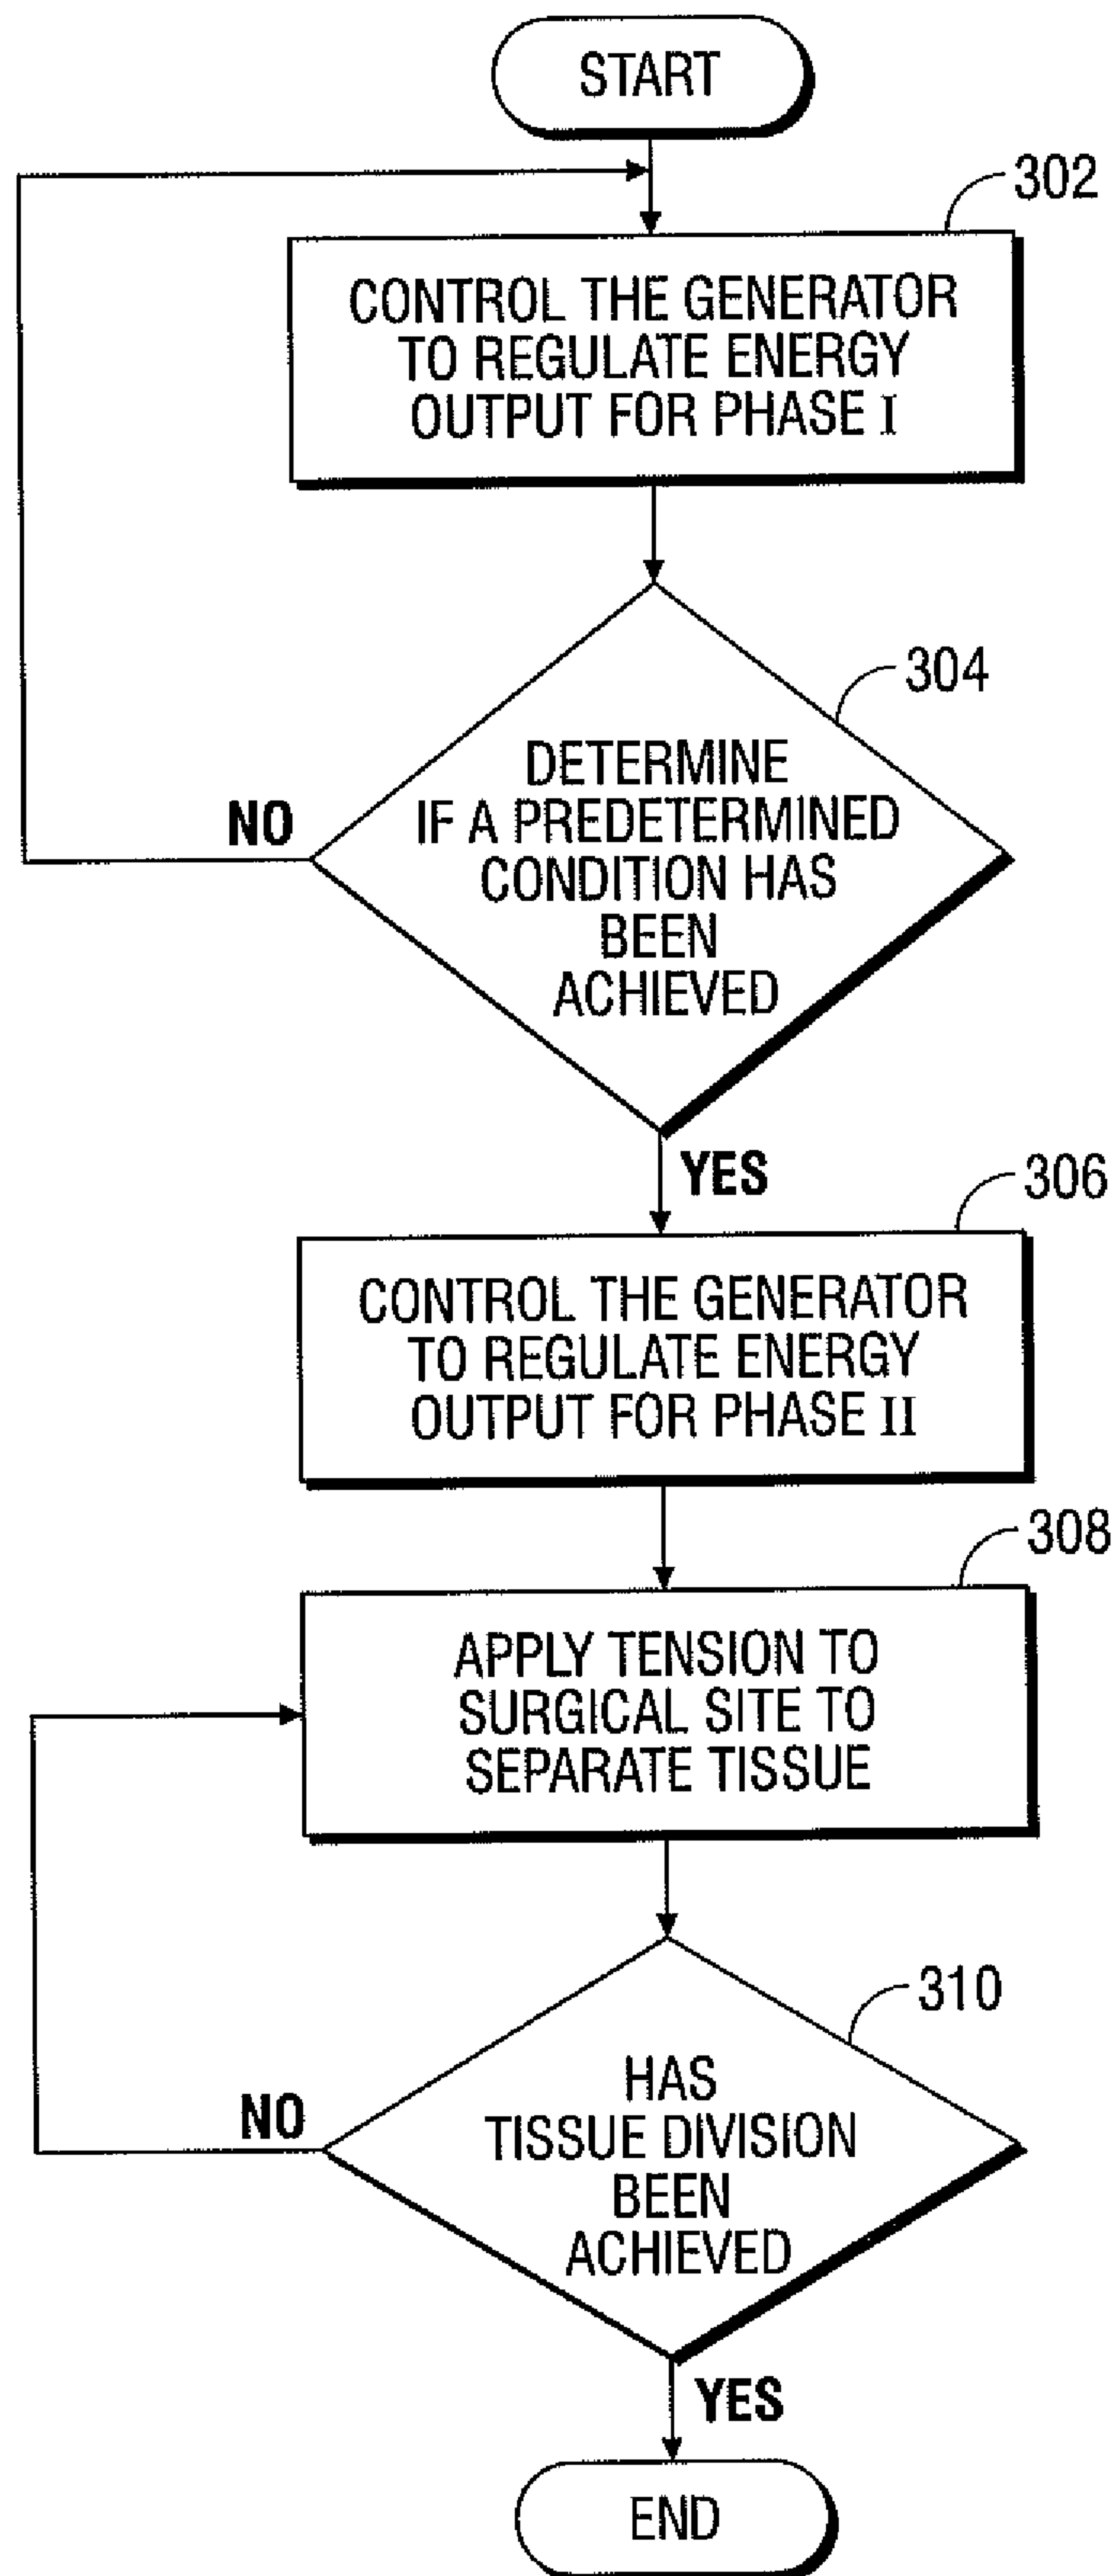 START
302
CONTROL THE GENERATOR
TO REGULATE ENERGY
OUTPUT FOR PHASE I
304
DETERMINE
IF A PREDETERMINED
CONDITION HAS
BEEN
ACHIEVED
NO
YES
306
CONTROL THE GENERATOR
TO REGULATE ENERGY
OUTPUT FOR PHASE II
308
APPLY TENSION TO
SURGICAL SITE TO
SEPARATE TISSUE
310
HAS
TISSUE DIVISION
BEEN
ACHIEVED
NO
YES
END